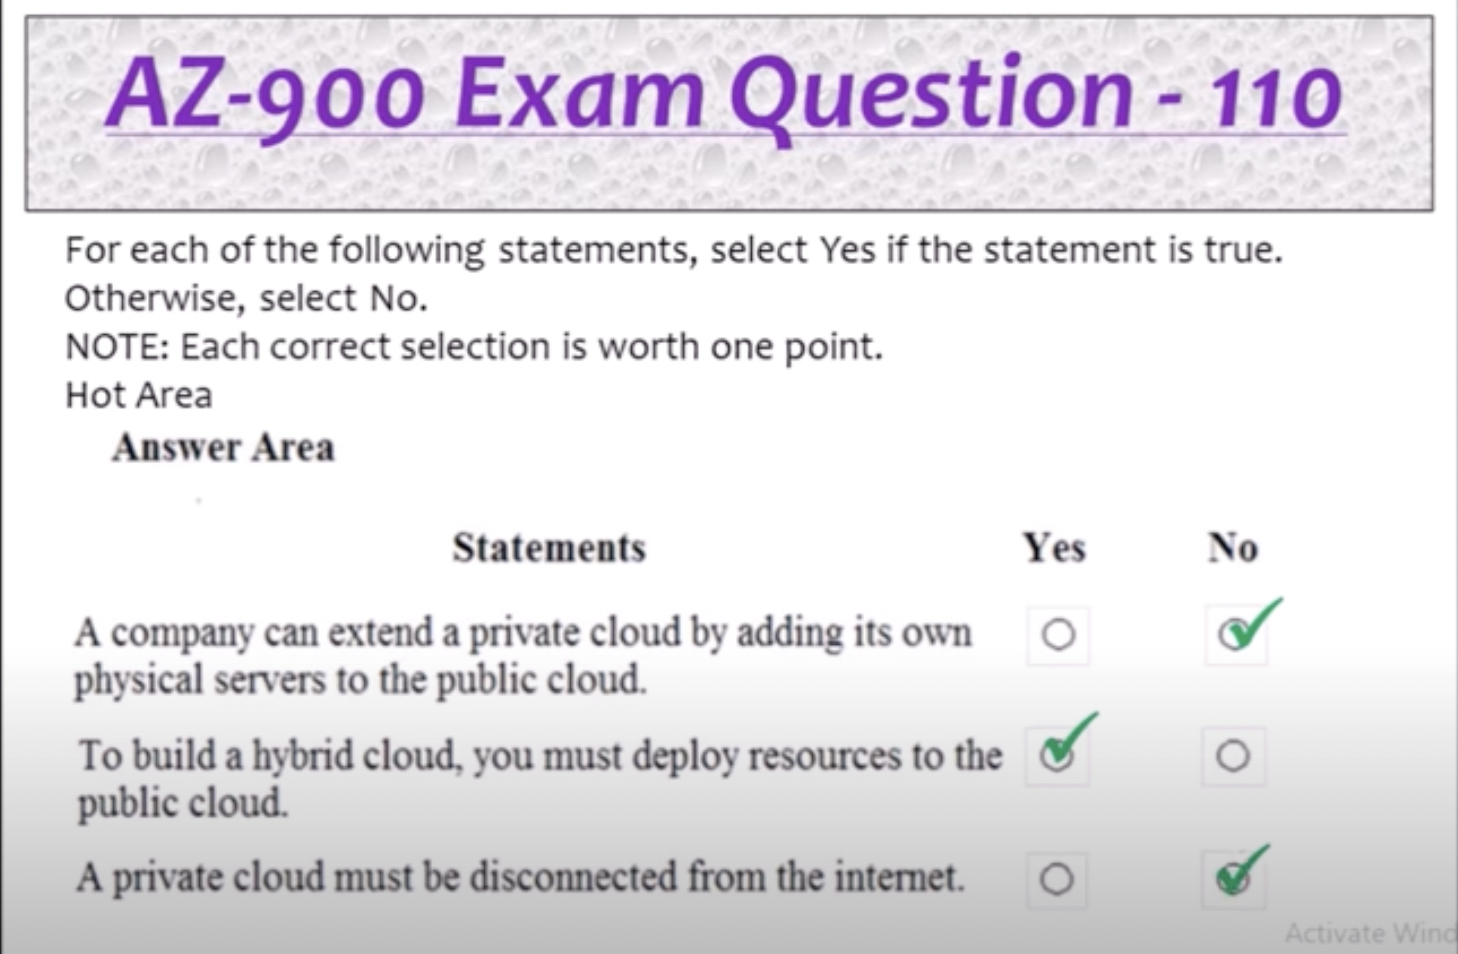 AZ-900 Exam Question - 110
For each of the following statements, select Yes if the statement is true.
Otherwise, select No.
NOTE: Each correct selection is worth one point.
Hot Area
Answer Area
Statements Yes No
A company can extend a private cloud by adding its own
physical servers to the public cloud.
To build a hybrid cloud, you must deploy resources to the
public cloud.
A private cloud must be disconnected from the internet.
Activate Wind